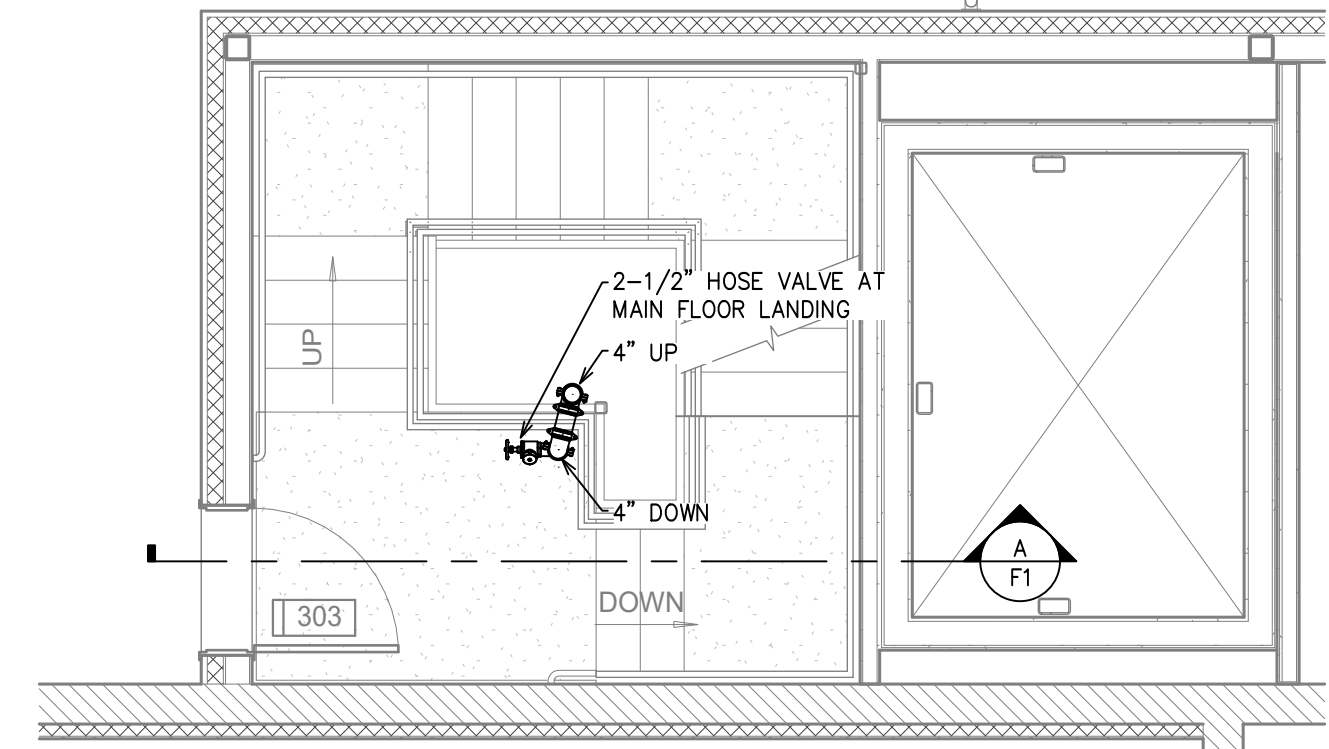 2-1/2” HOSE VALVE AT
MAIN FLOOR LANDING
4” UP
UP
4” DOWN
A
F1
DOWN
303